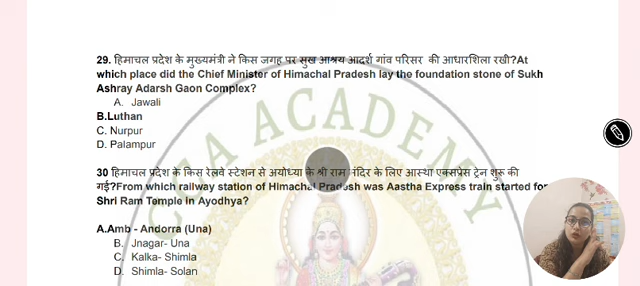 29. हिमाचल प्रदेश के मुख्यमंत्री ने किस जगह पर सुख आश्रय आदर्श गांव परिसर की आधारशिला रखी?At
which place did the Chief Minister of Himachal Pradesh lay the foundation stone of Sukh
Ashray Adarsh Gaon Complex?
A. Jawali
B.Luthan
C. Nurpur
D. Palampur
30 हिमाचल प्रदेश के किस रेलवे स्टेशन से अयोध्या के श्री राम मंदिर के लिए आस्था एक्सप्रेस ट्रेन शुरू की
गई?From which railway station of Himachal Pradesh was Aastha Express train started for
Shri Ram Temple in Ayodhya?
A.Amb - Andorra (Una)
B. Jnagar- Una
C. Kalka- Shimla
D. Shimla- Solan
ACADEMY